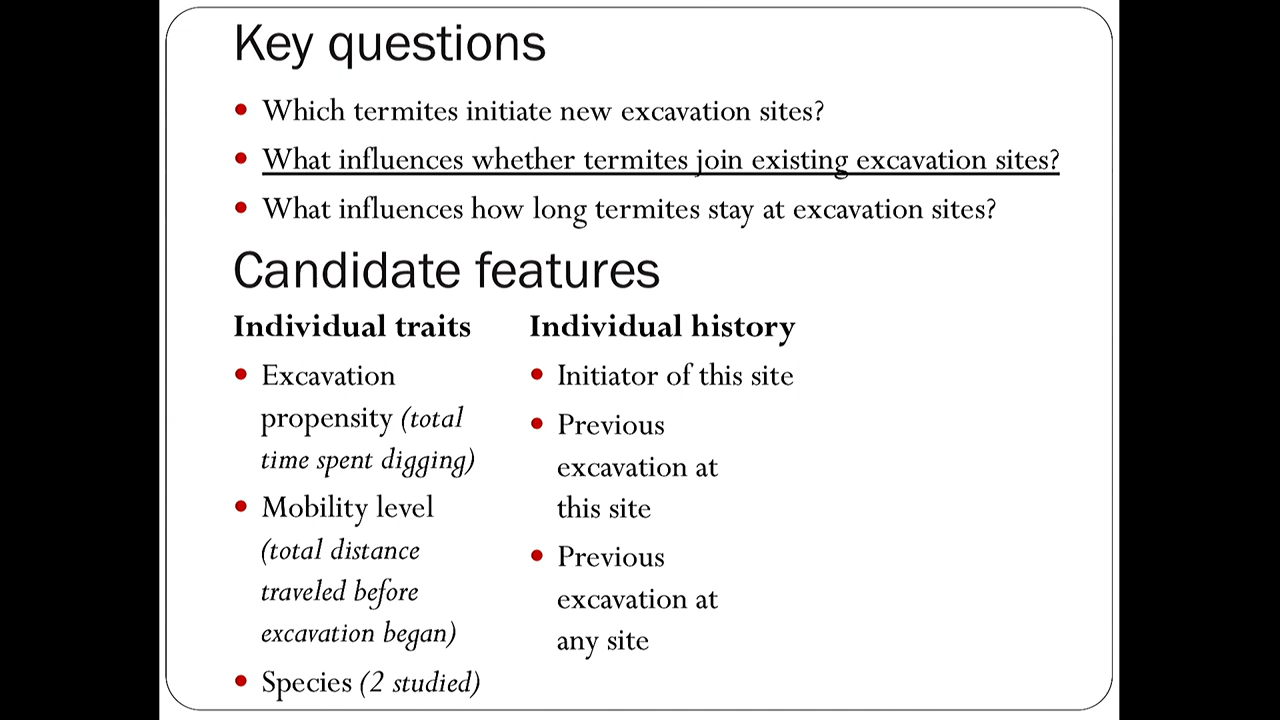 Key questions
• Which termites initiate new excavation sites?
• What influences whether termites join existing excavation sites?
• What influences how long termites stay at excavation sites?
Candidate features
Individual traits
• Excavation
propensity (total
time spent digging)
• Mobility level
(total distance
traveled before
excavation began)
• Species (2 studied)
Individual history
• Initiator of this site
• Previous
excavation at
this site
• Previous
excavation at
any site